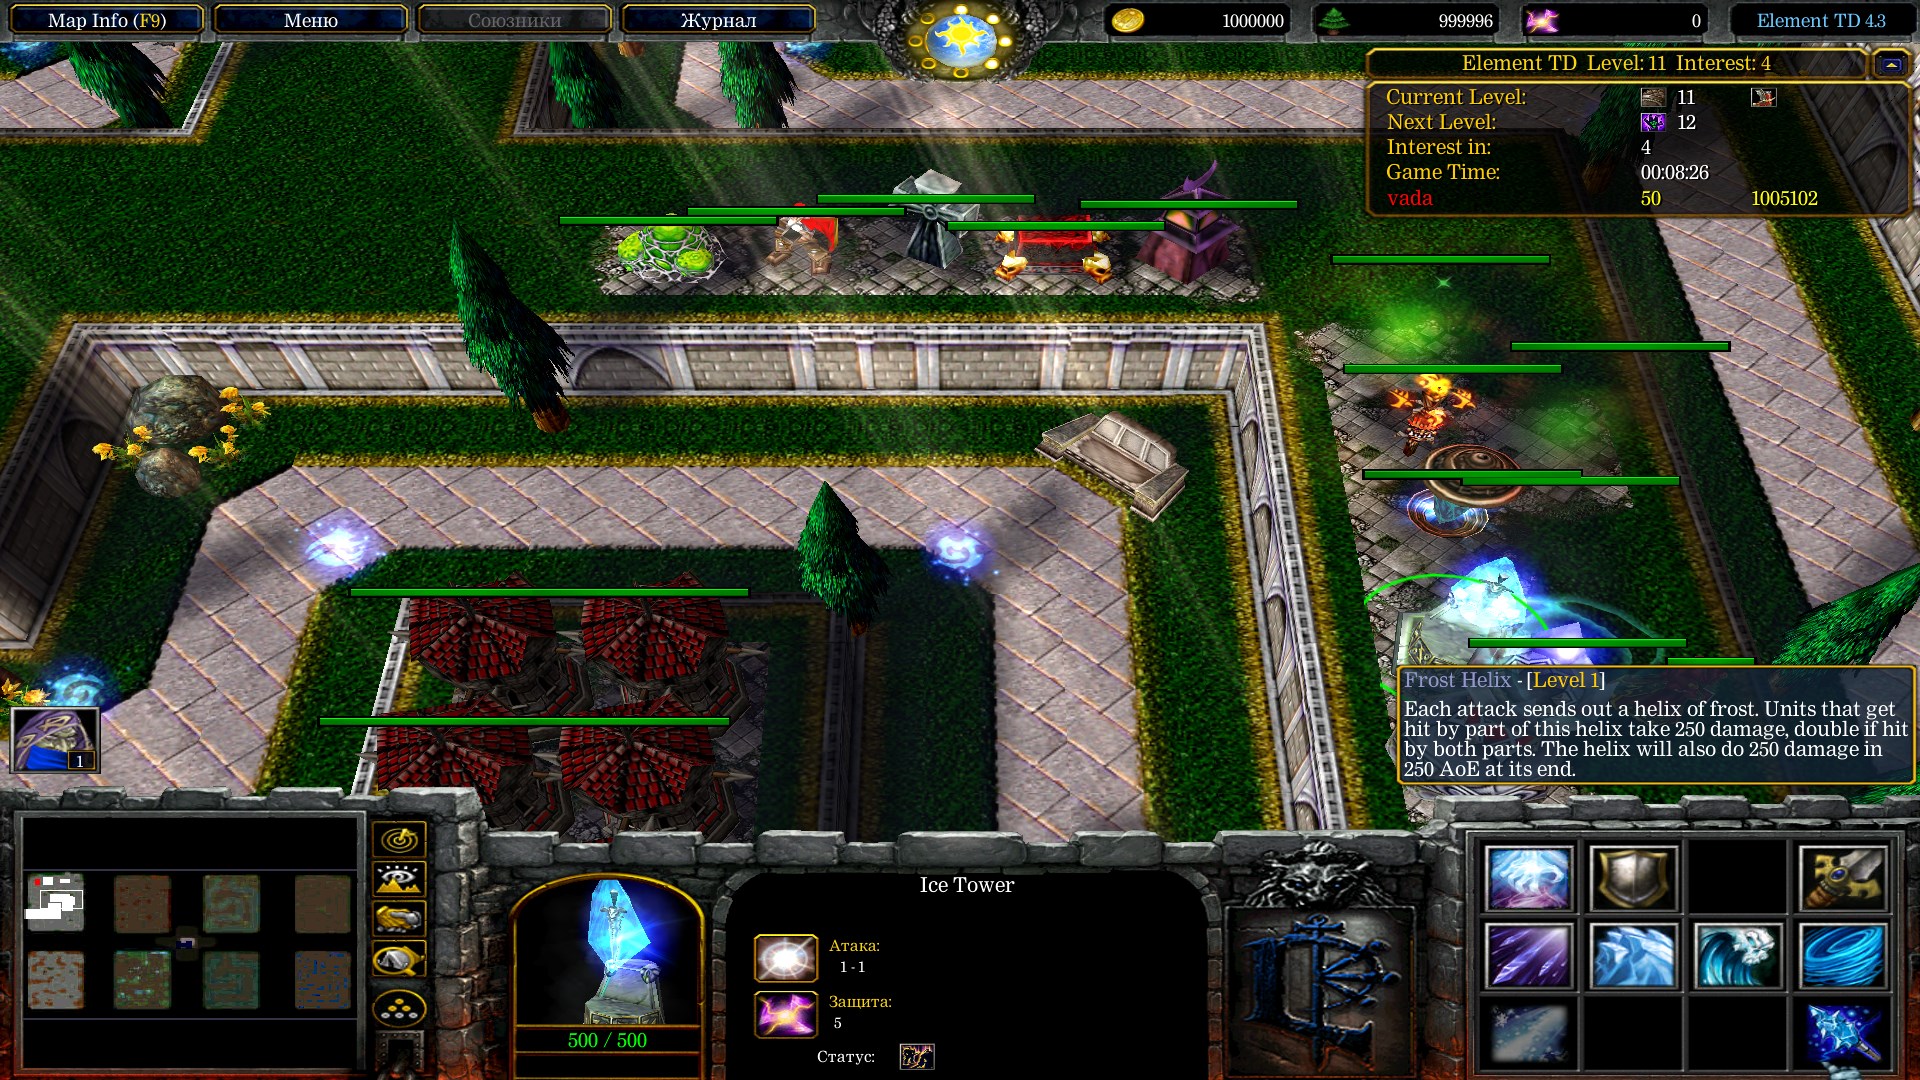 Map Info (F9)
Меню
Союзники
Журнал
1000000
999996
0
Element TD 4.3
Element TD Level: 11 Interest: 4
Current Level: 11
Next Level: 12
Interest in: 4
Game Time: 00:08:26
vada 50 1005102
Frost Helix - [Level 1]
Each attack sends out a helix of frost. Units that get
hit by part of this helix take 250 damage, double if hit
by both parts. The helix will also do 250 damage in
250 AoE at its end.
1
500 / 500
Ice Tower
Атака:
1 - 1
Защита:
5
Статус: